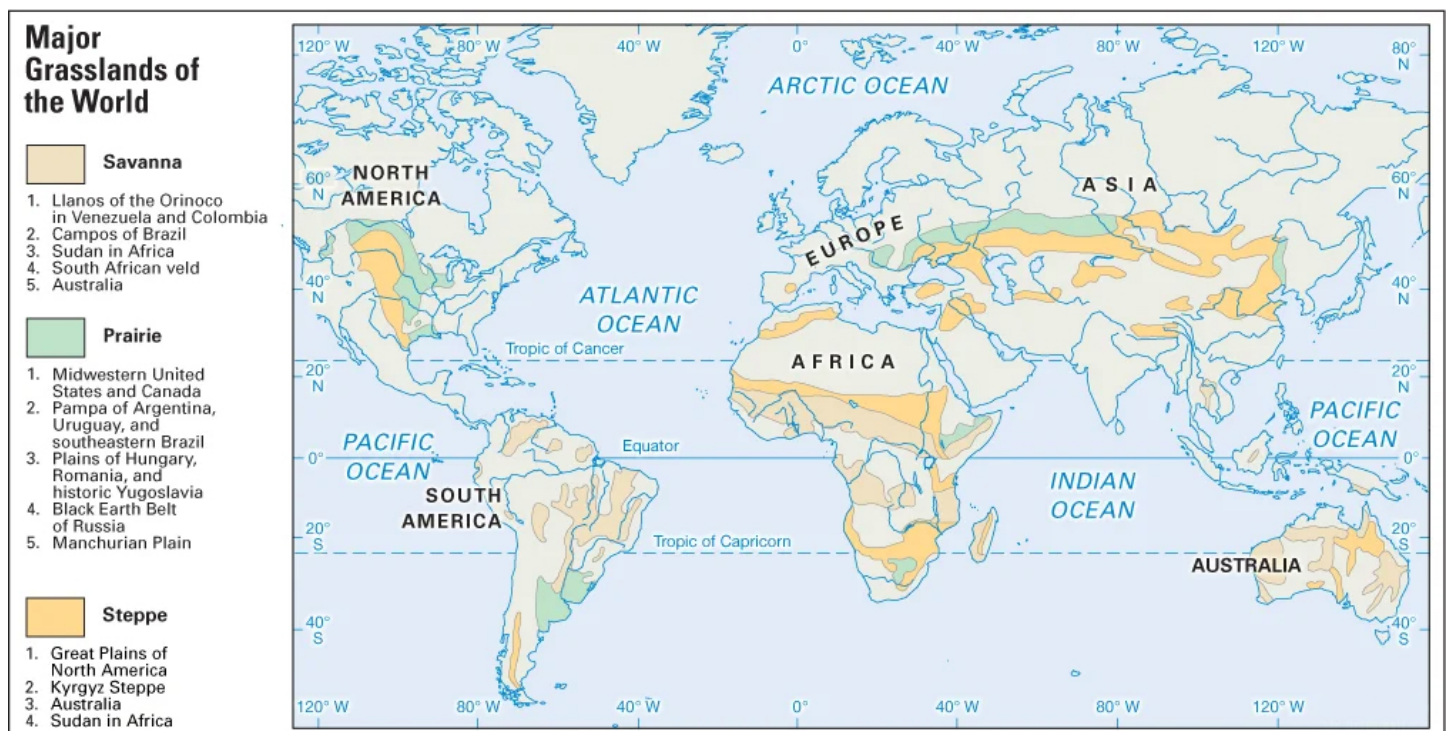 Major
Grasslands of
the World
Savanna
1. Llanos of the Orinoco
in Venezuela and Colombia
2. Campos of Brazil
3. Sudan in Africa
4. South African veld
5. Australia
Prairie
1. Midwestern United
States and Canada
2. Pampa of Argentina,
Uruguay, and
southeastern Brazil
3. Plains of Hungary,
Romania, and
historic Yugoslavia
4. Black Earth Belt
of Russia
5. Manchurian Plain
Steppe
1. Great Plains of
North America
2. Kyrgyz Steppe
3. Australia
4. Sudan in Africa
120° W 80° W 40° W 0° 40° W 80° W 120° W 80°
N
ARCTIC OCEAN
NORTH
AMERICA
60°
N
ASIA
60°
N
EUROPE
40°
N
ATLANTIC
OCEAN
40°
N
Tropic of Cancer
AFRICA
20°
N
20°
N
PACIFIC
OCEAN
PACIFIC
OCEAN
Equator
0°
0°
INDIAN
OCEAN
SOUTH
AMERICA
20°
S
Tropic of Capricorn
20°
S
AUSTRALIA
40°
S
40°
S
120° W 80° W 40° W 0° 40° W 80° W 120° W